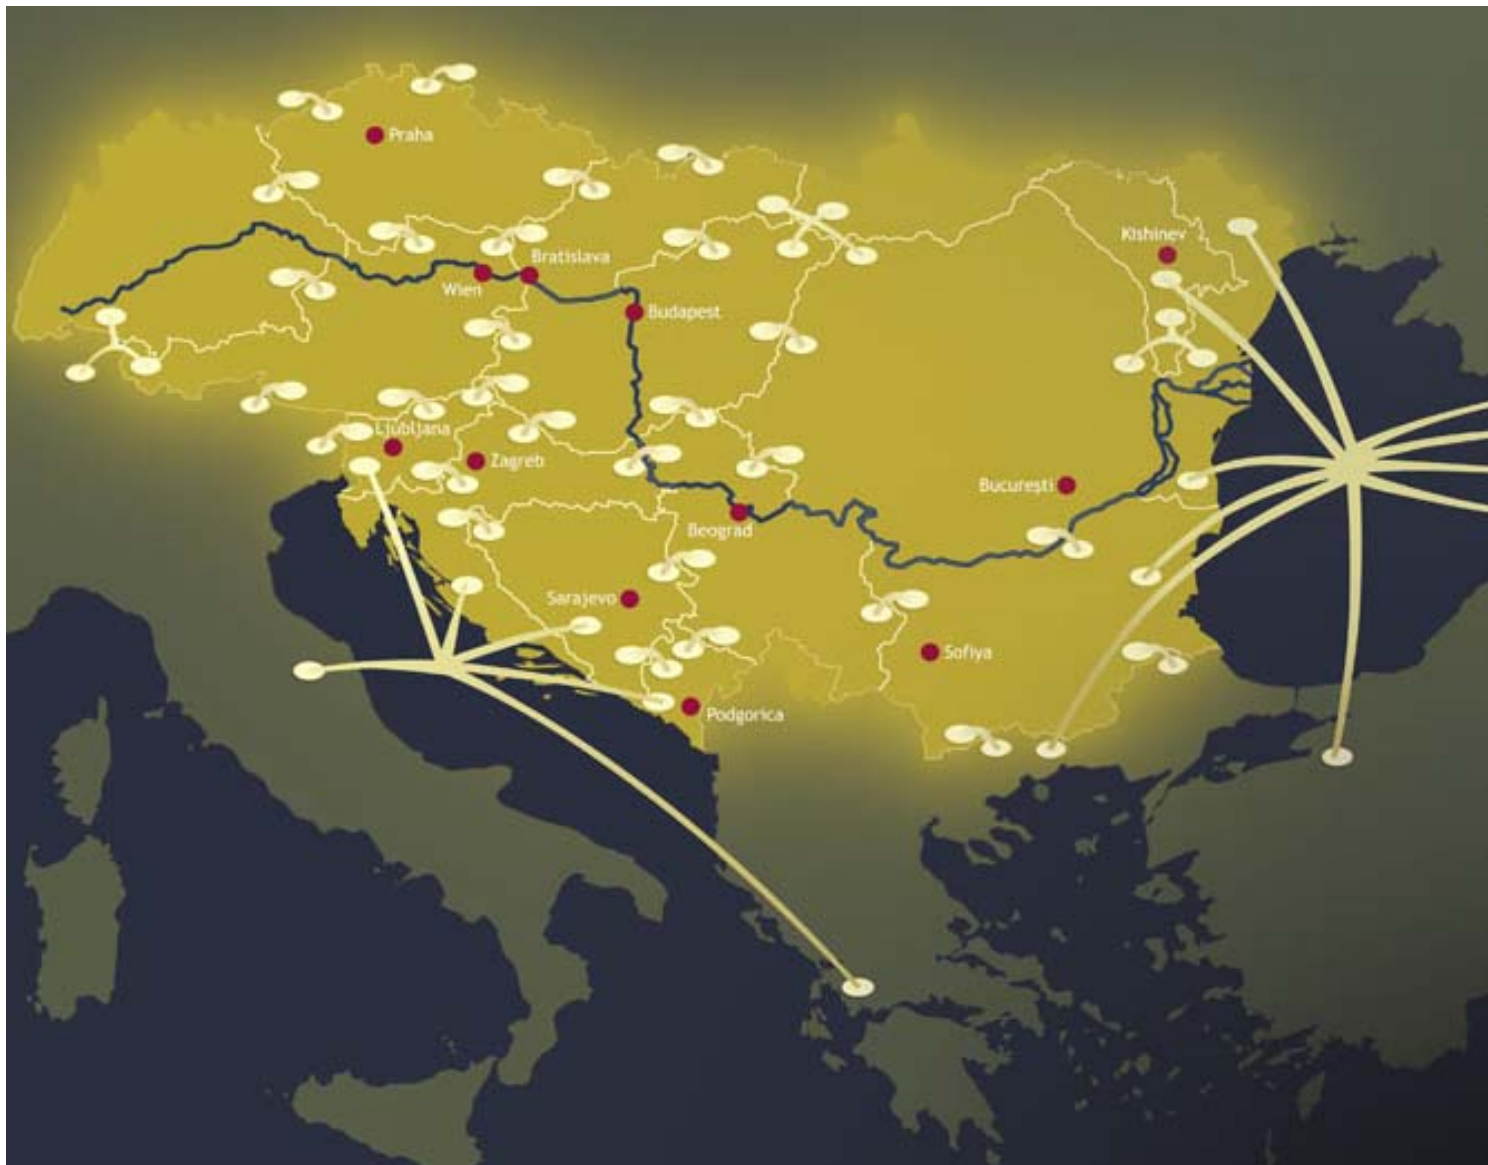 Praha
Kishinev
Bratislava
Wien
Budapest
Ljubljana
Zagreb
Bucureşti
Beograd
Sarajevo
Sofiya
Podgorica